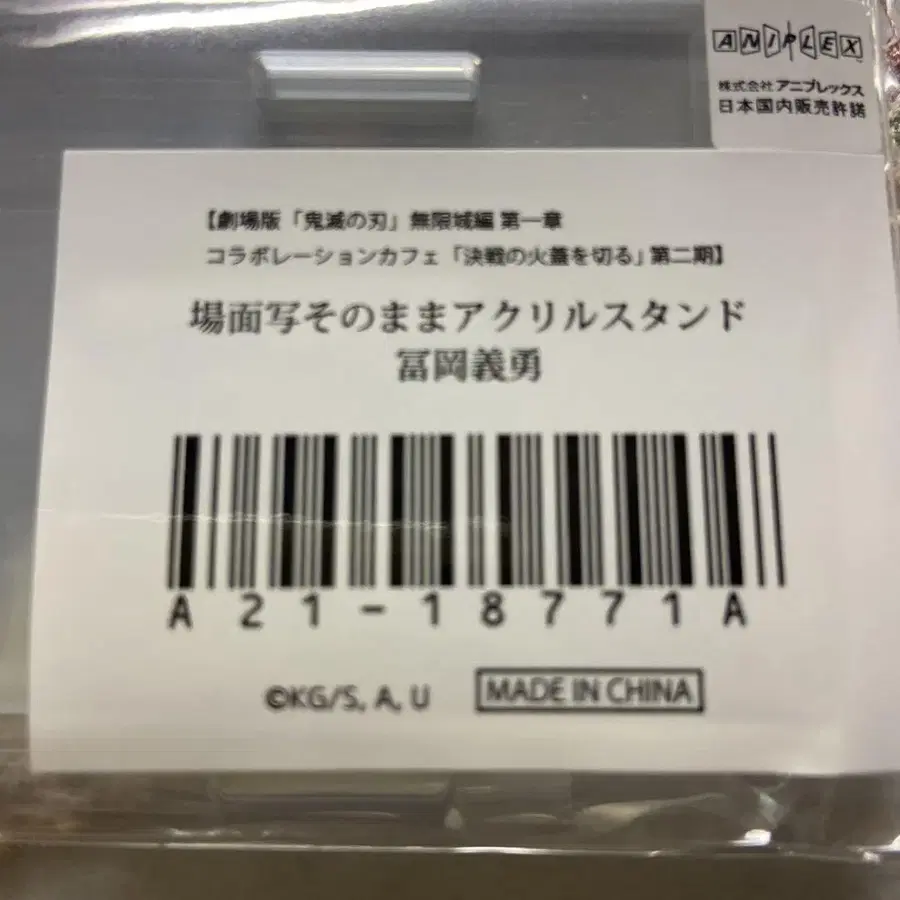 ANIPLEX
株式会社 アニプレックス
日本国内販売許諾
【劇場版「鬼滅の刃」無限城編 第一章
コラボレーションカフェ「決戦の火蓋を切る」第二期】
場面写そのままアクリルスタンド
冨岡義勇
A21-18771A
©KG/S, A, U
MADE IN CHINA